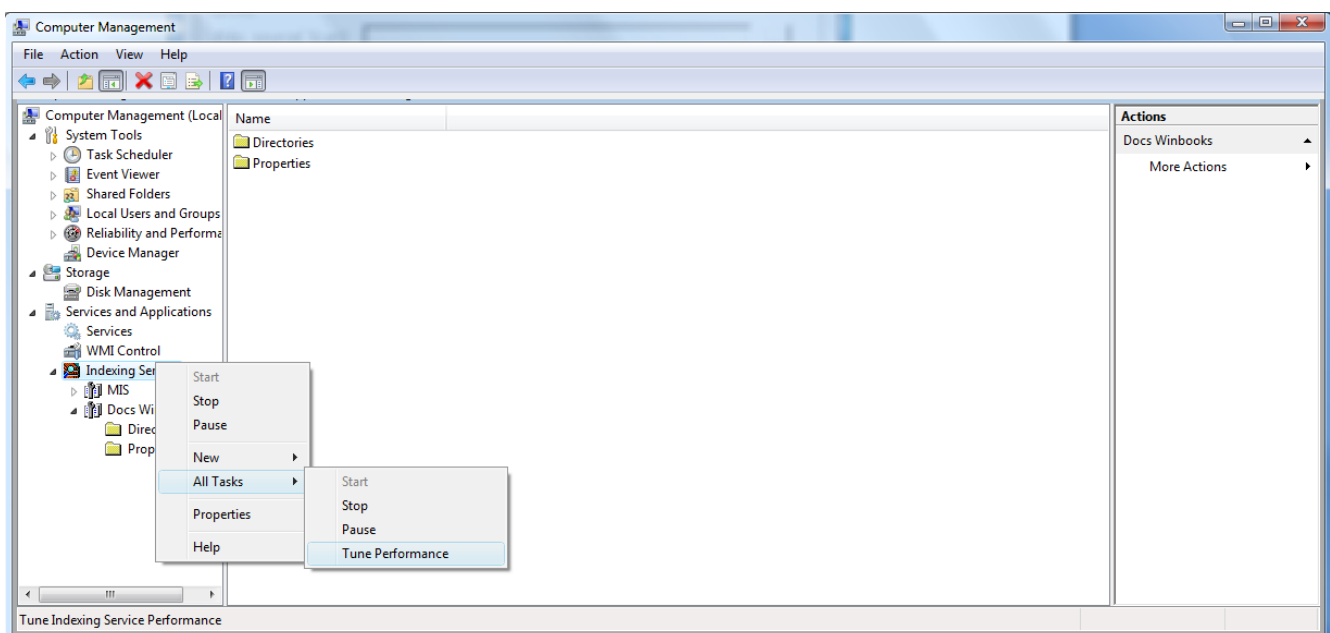 Computer Management
File Action View Help
Computer Management (Local
System Tools
Task Scheduler
Event Viewer
Shared Folders
Local Users and Groups
Reliability and Performa
Device Manager
Storage
Disk Management
Services and Applications
Services
WMI Control
Indexing Ser
MIS
Docs Wi
Direc
Prop
Name
Directories
Properties
Actions
Docs Winbooks
More Actions
Start
Stop
Pause
New
All Tasks
Properties
Help
Start
Stop
Pause
Tune Performance
Tune Indexing Service Performance